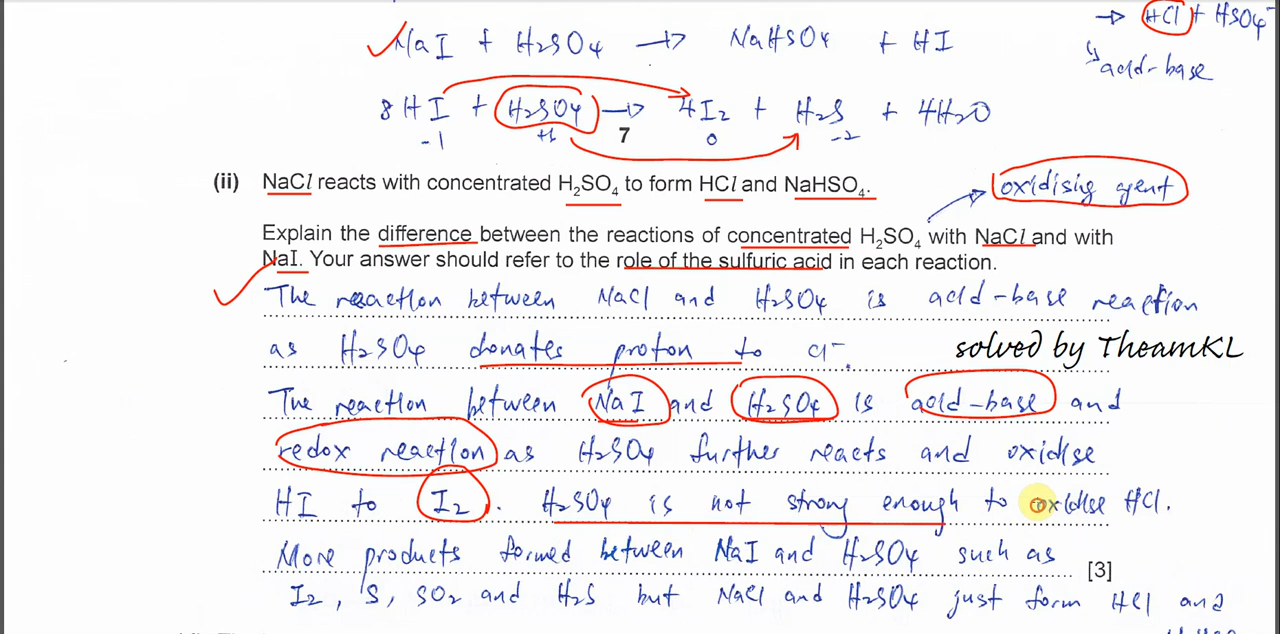 → HCl + HSO4⁻
NaI + H2SO4 → NaHSO4 + HI
↳ acid-base
8HI + H2SO4 → 4I2 + H2S + 4H2O
-1 +6 7 0 -2
(ii) NaCl reacts with concentrated H2SO4 to form HCl and NaHSO4.
oxidising agent
Explain the difference between the reactions of concentrated H2SO4 with NaCl and with
NaI. Your answer should refer to the role of the sulfuric acid in each reaction.
The reaction between NaCl and H2SO4 is acid-base reaction
as H2SO4 donates proton to Cl⁻.
solved by TheamKL
The reaction between NaI and H2SO4 is acid-base and
redox reaction as H2SO4 further reacts and oxidise
HI to I2. H2SO4 is not strong enough to oxidise HCl.
More products formed between NaI and H2SO4 such as
[3]
I2, S, SO2 and H2S but NaCl and H2SO4 just form HCl and